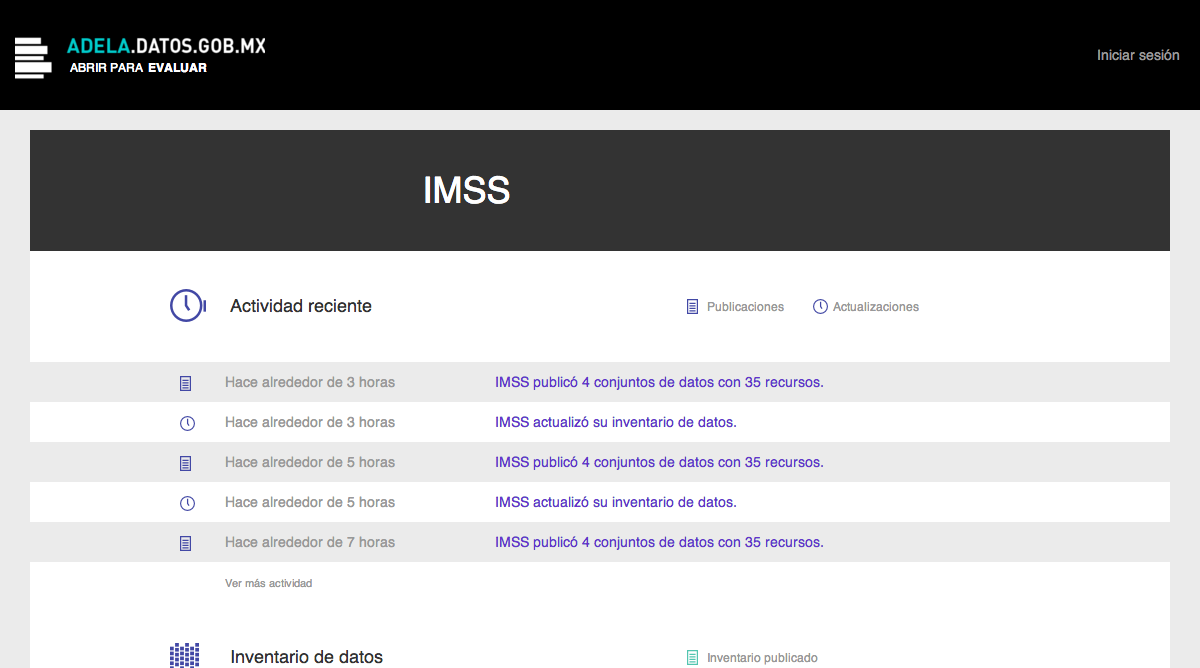 ADELA.DATOS.GOB.MX
ABRIR PARA EVALUAR
Iniciar sesión
IMSS
Actividad reciente
Publicaciones
Actualizaciones
Hace alrededor de 3 horas IMSS publicó 4 conjuntos de datos con 35 recursos.
Hace alrededor de 3 horas IMSS actualizó su inventario de datos.
Hace alrededor de 5 horas IMSS publicó 4 conjuntos de datos con 35 recursos.
Hace alrededor de 5 horas IMSS actualizó su inventario de datos.
Hace alrededor de 7 horas IMSS publicó 4 conjuntos de datos con 35 recursos.
Ver más actividad
Inventario de datos
Inventario publicado